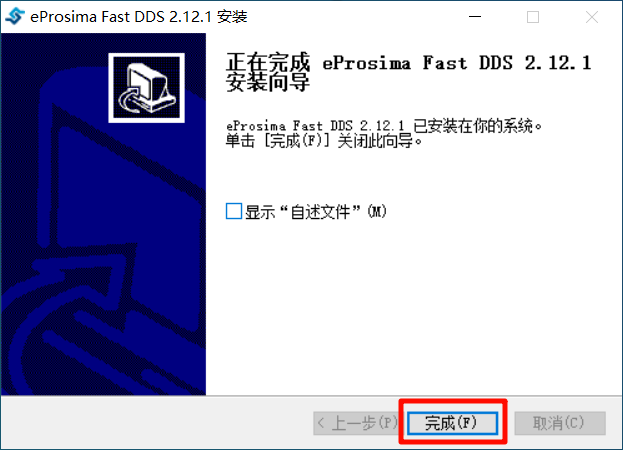 eProsima Fast DDS 2.12.1 安装
正在完成 eProsima Fast DDS 2.12.1
安装向导
eProsima Fast DDS 2.12.1 已安装在你的系统。
单击 [完成(F)] 关闭此向导。
显示“自述文件”(M)
< 上一步(P) 完成(F) 取消(C)